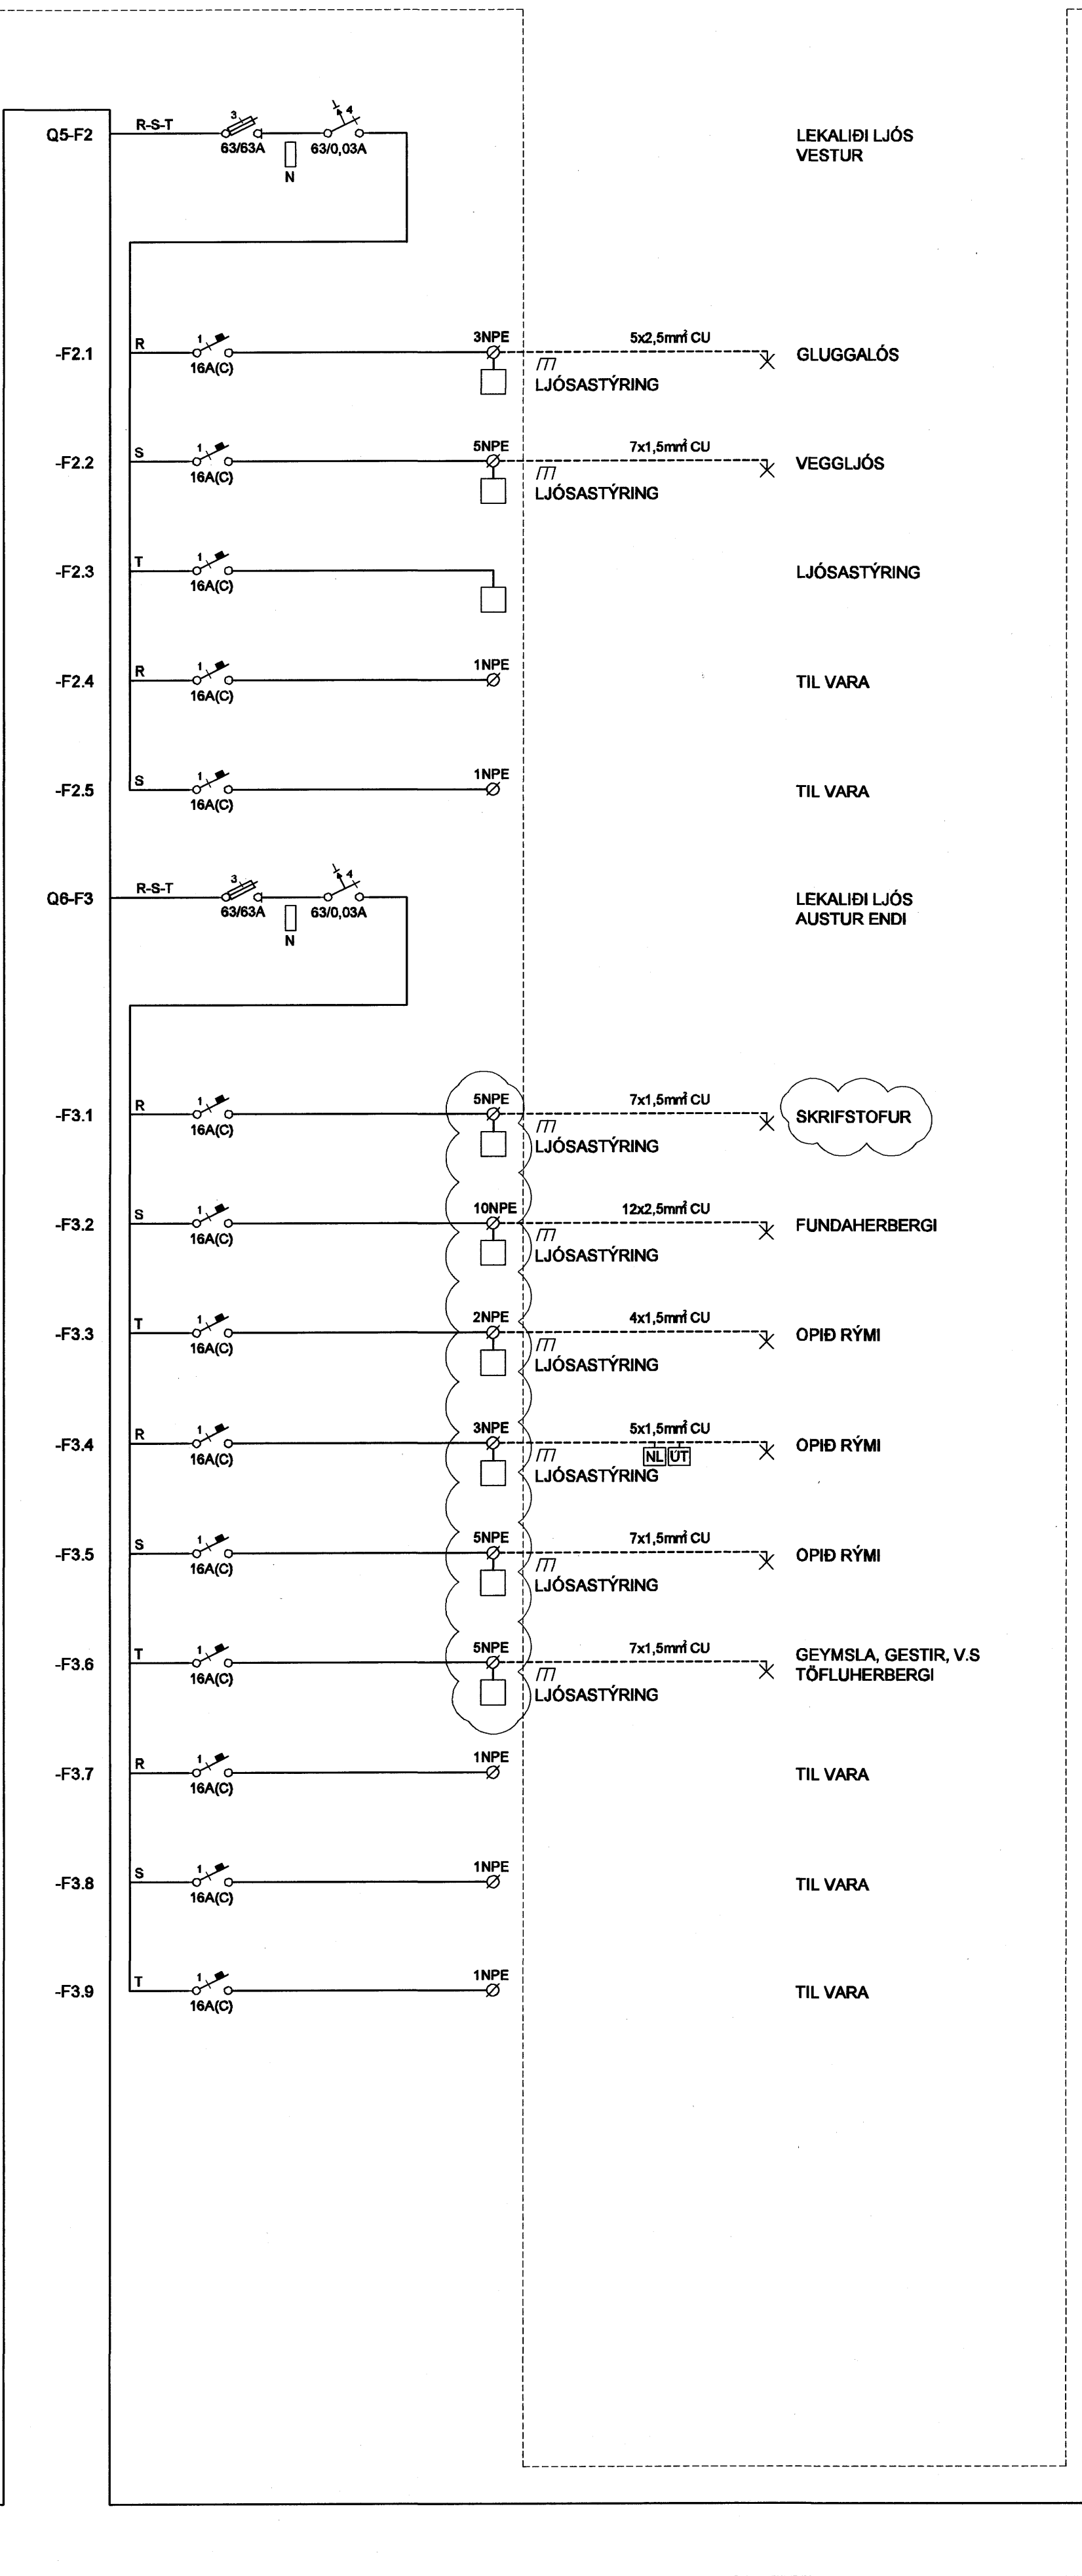 Q5-F2
R-S-T
3
63/63A
N
4
63/0,03A
LEKALIÐI LJÓS
VESTUR
-F2.1
R
1
16A(C)
3NPE
LJÓSASTÝRING
5x2,5mm² CU
GLUGGALÓS
-F2.2
S
1
16A(C)
5NPE
LJÓSASTÝRING
7x1,5mm² CU
VEGGLJÓS
-F2.3
T
1
16A(C)
LJÓSASTÝRING
-F2.4
R
1
16A(C)
1NPE
TIL VARA
-F2.5
S
1
16A(C)
1NPE
TIL VARA
Q6-F3
R-S-T
3
63/63A
N
4
63/0,03A
LEKALIÐI LJÓS
AUSTUR ENDI
-F3.1
R
1
16A(C)
5NPE
LJÓSASTÝRING
7x1,5mm² CU
SKRIFSTOFUR
-F3.2
S
1
16A(C)
10NPE
LJÓSASTÝRING
12x2,5mm² CU
FUNDAHERBERGI
-F3.3
T
1
16A(C)
2NPE
LJÓSASTÝRING
4x1,5mm² CU
OPIÐ RÝMI
-F3.4
R
1
16A(C)
3NPE
LJÓSASTÝRING
5x1,5mm² CU
NL ÚT
OPIÐ RÝMI
-F3.5
S
1
16A(C)
5NPE
LJÓSASTÝRING
7x1,5mm² CU
OPIÐ RÝMI
-F3.6
T
1
16A(C)
5NPE
LJÓSASTÝRING
7x1,5mm² CU
GEYMSLA, GESTIR, V.S
TÖFLUHERBERGI
-F3.7
R
1
16A(C)
1NPE
TIL VARA
-F3.8
S
1
16A(C)
1NPE
TIL VARA
-F3.9
T
1
16A(C)
1NPE
TIL VARA